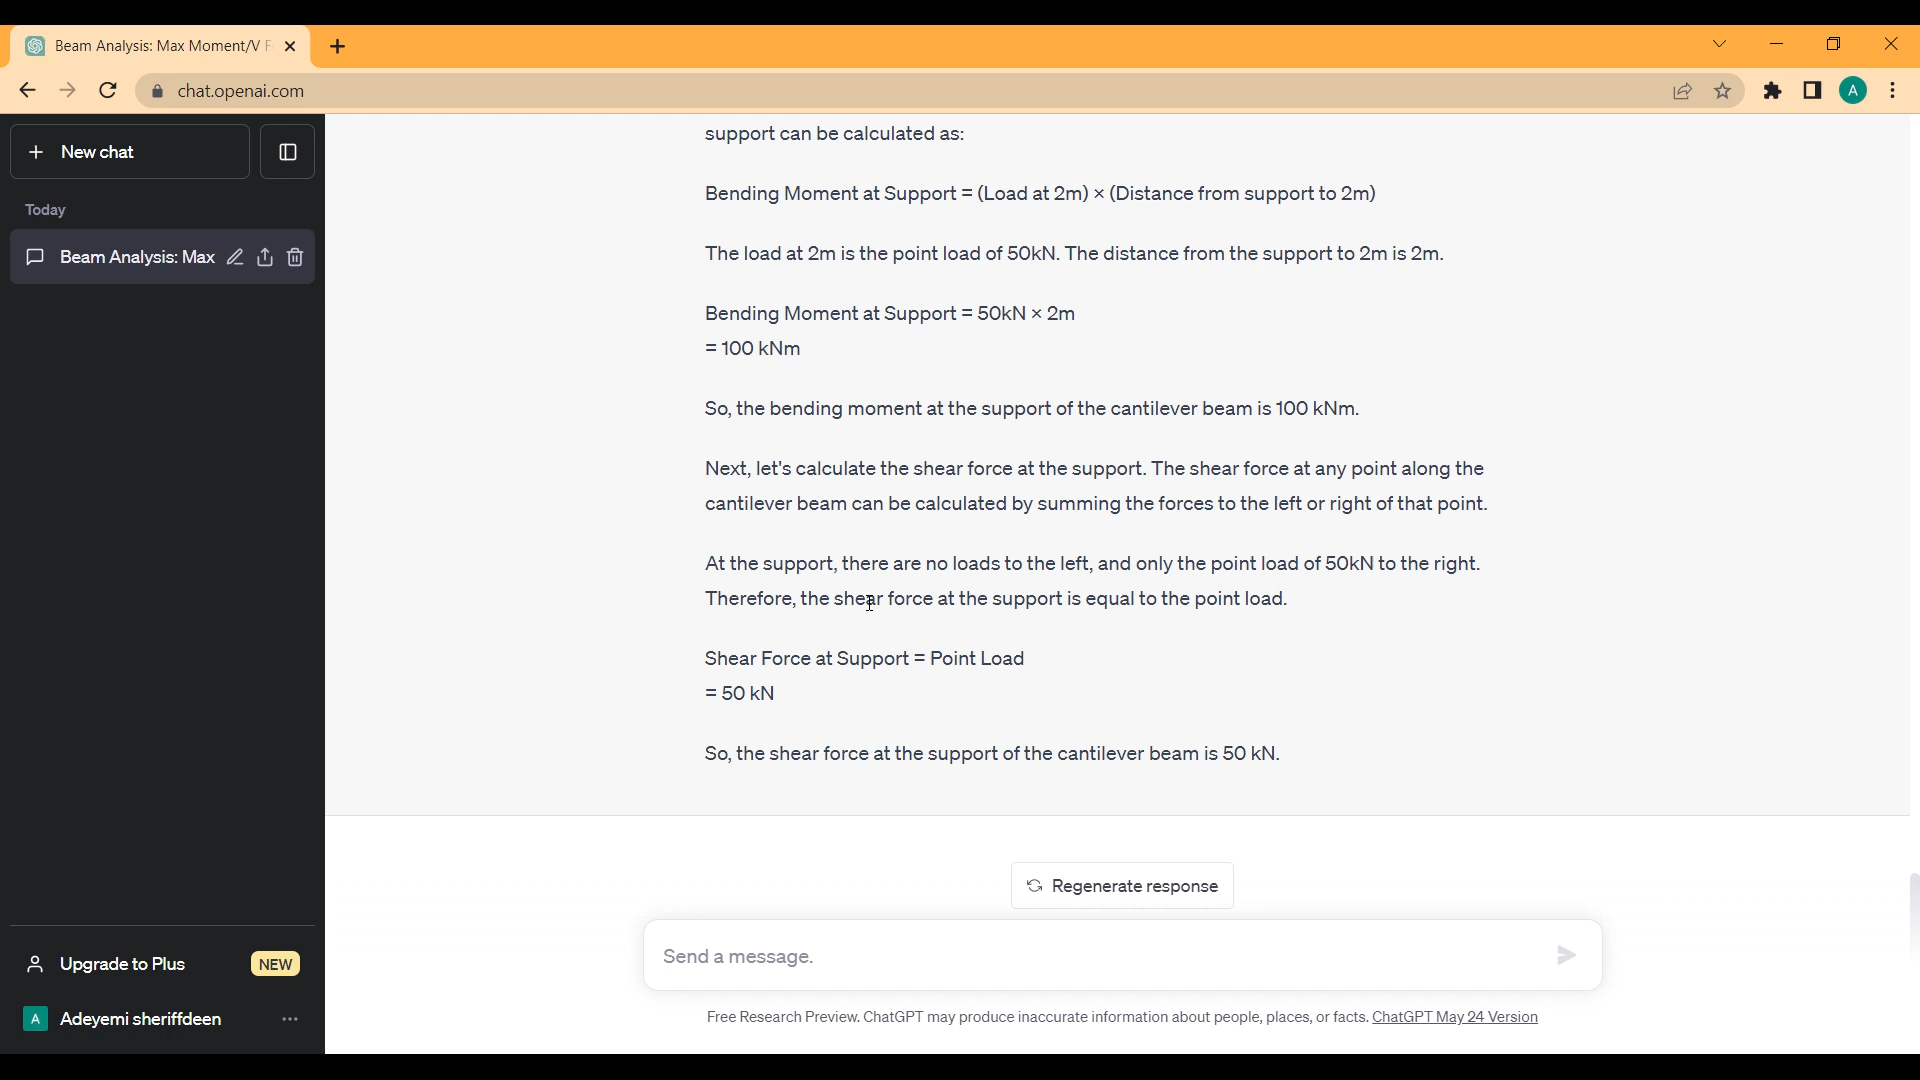 Beam Analysis: Max Moment/V F
chat.openai.com
A
New chat
Today
Beam Analysis: Max
support can be calculated as:
Bending Moment at Support = (Load at 2m) × (Distance from support to 2m)
The load at 2m is the point load of 50kN. The distance from the support to 2m is 2m.
Bending Moment at Support = 50kN × 2m
= 100 kNm
So, the bending moment at the support of the cantilever beam is 100 kNm.
Next, let's calculate the shear force at the support. The shear force at any point along the
cantilever beam can be calculated by summing the forces to the left or right of that point.
At the support, there are no loads to the left, and only the point load of 50kN to the right.
Therefore, the shear force at the support is equal to the point load.
Shear Force at Support = Point Load
= 50 kN
So, the shear force at the support of the cantilever beam is 50 kN.
Regenerate response
Send a message.
Free Research Preview. ChatGPT may produce inaccurate information about people, places, or facts. ChatGPT May 24 Version
Upgrade to Plus NEW
A Adeyemi sheriffdeen